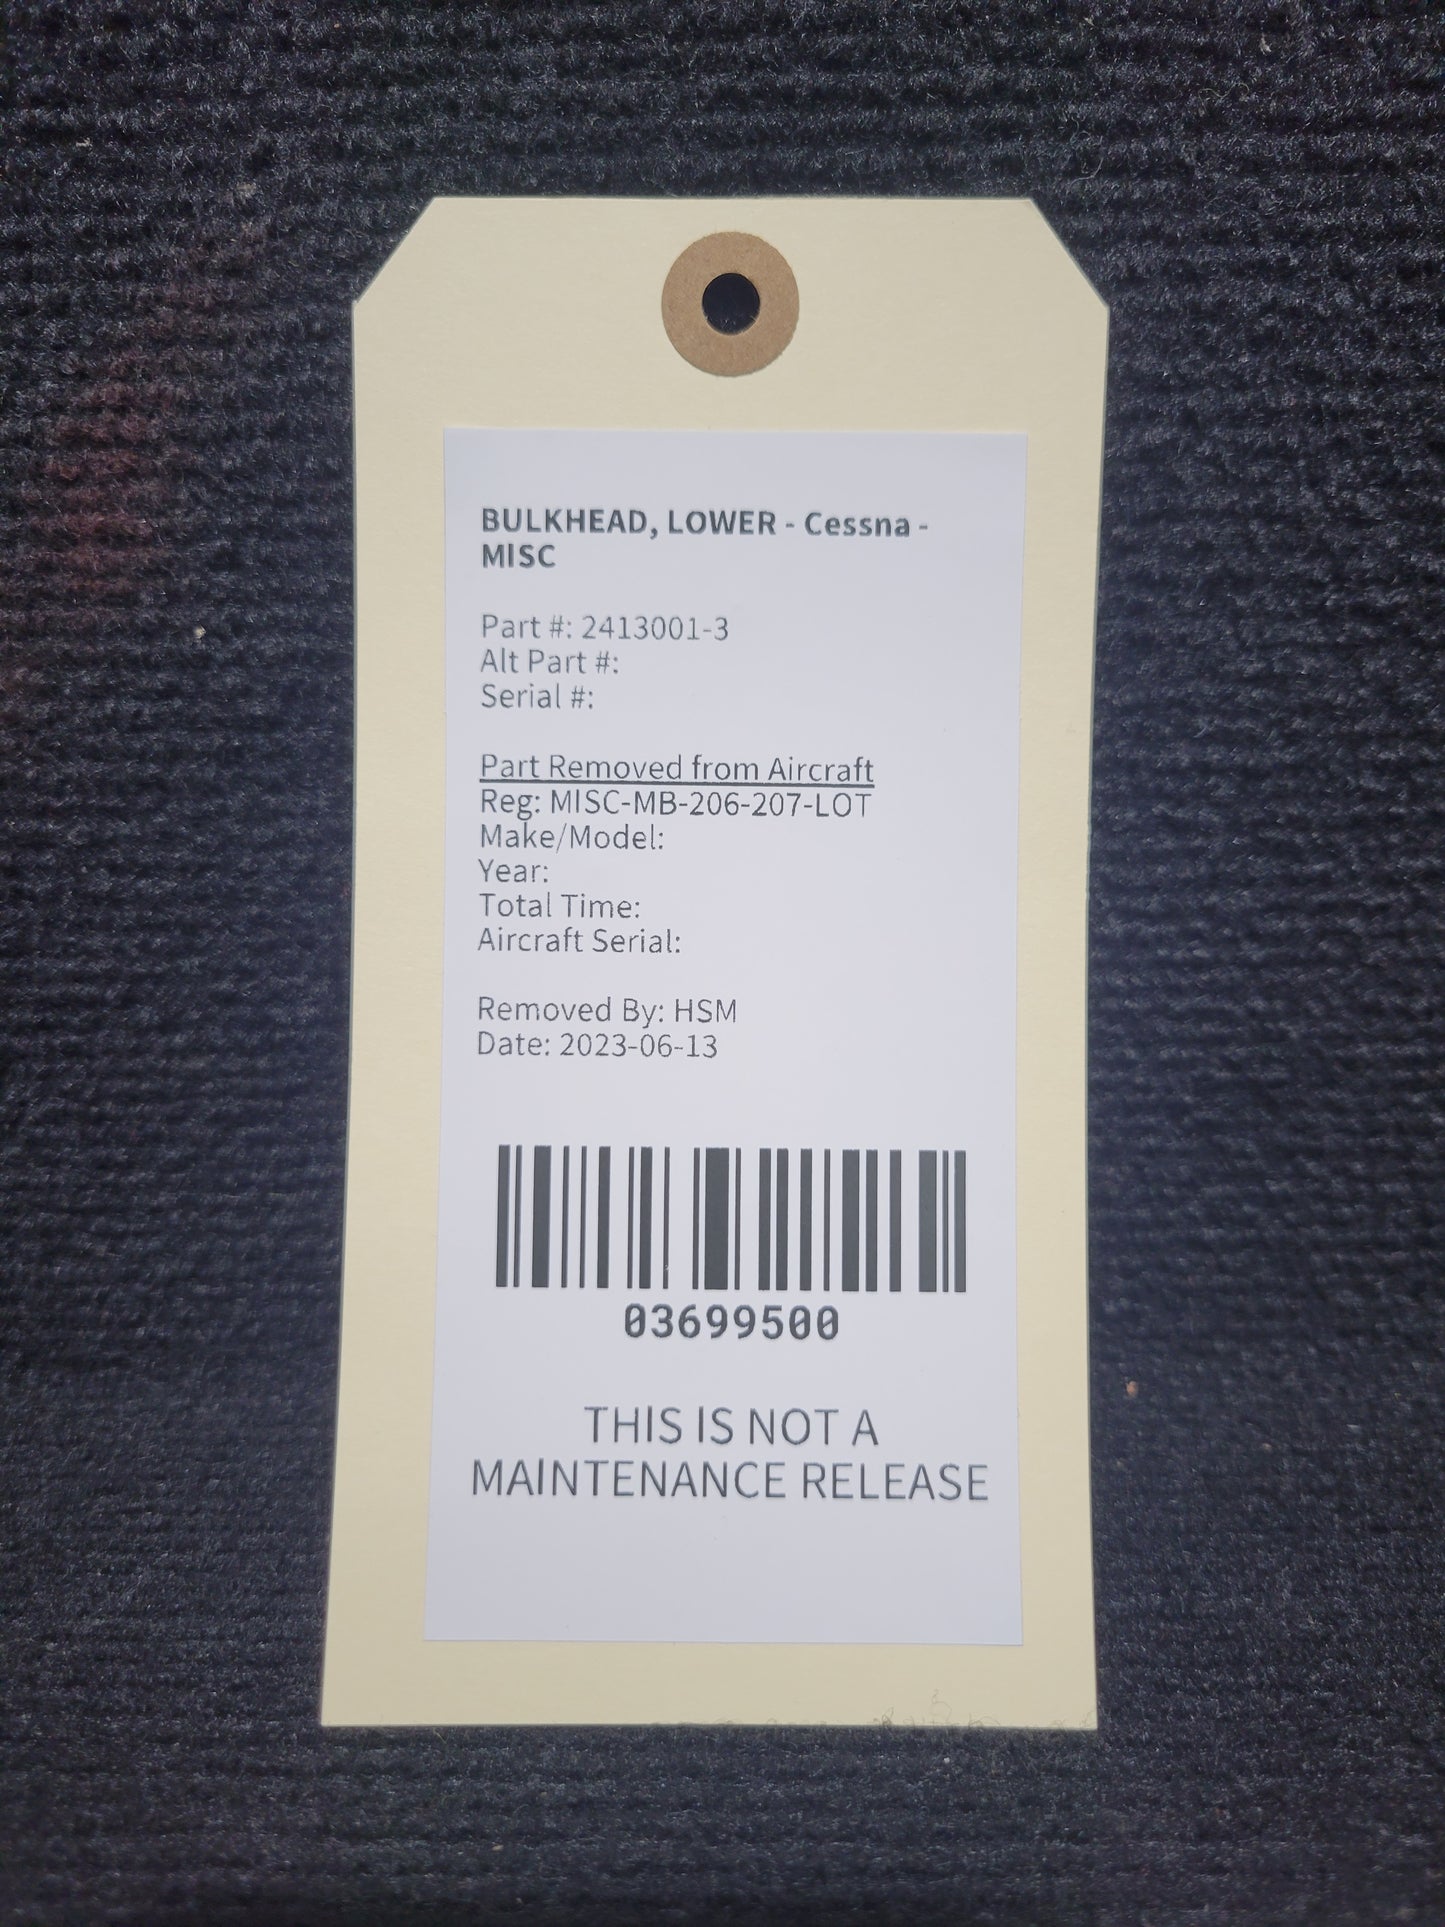 BULKHEAD, LOWER - Cessna -
MISC
Part #: 2413001-3
Alt Part #:
Serial #:
Part Removed from Aircraft
Reg: MISC-MB-206-207-LOT
Make/Model:
Year:
Total Time:
Aircraft Serial:
Removed By: HSM
Date: 2023-06-13
03699500
THIS IS NOT A
MAINTENANCE RELEASE